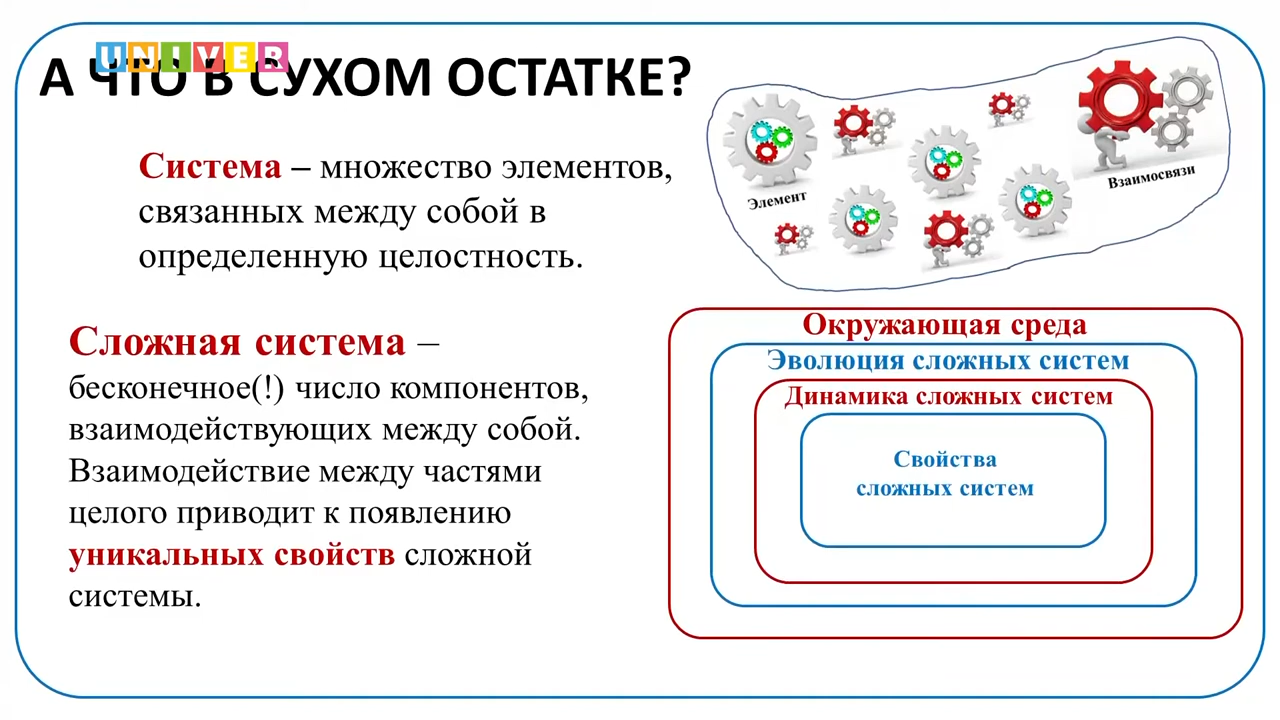 UNIVER
А ЧТО В СУХОМ ОСТАТКЕ?
Система – множество элементов,
связанных между собой в
определенную целостность.
Элемент
Взаимосвязи
Сложная система –
бесконечное(!) число компонентов,
взаимодействующих между собой.
Взаимодействие между частями
целого приводит к появлению
уникальных свойств сложной
системы.
Окружающая среда
Эволюция сложных систем
Динамика сложных систем
Свойства
сложных систем